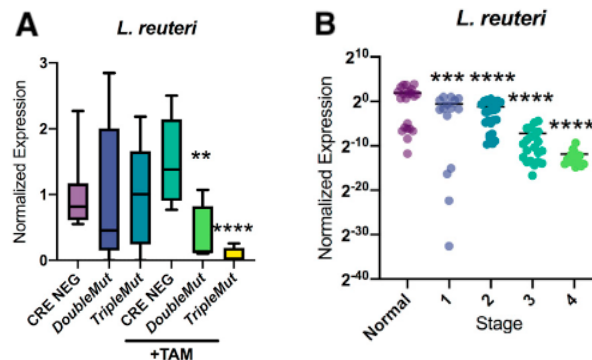 A
L. reuteri
Normalized Expression
3
2
1
0
**
****
CRE NEG
DoubleMut
TripleMut
CRE NEG
DoubleMut
TripleMut
+TAM
B
L. reuteri
Normalized Expression
2^10
2^0
2^-10
2^-20
2^-30
2^-40
*** **** **** ****
Normal 1 2 3 4
Stage